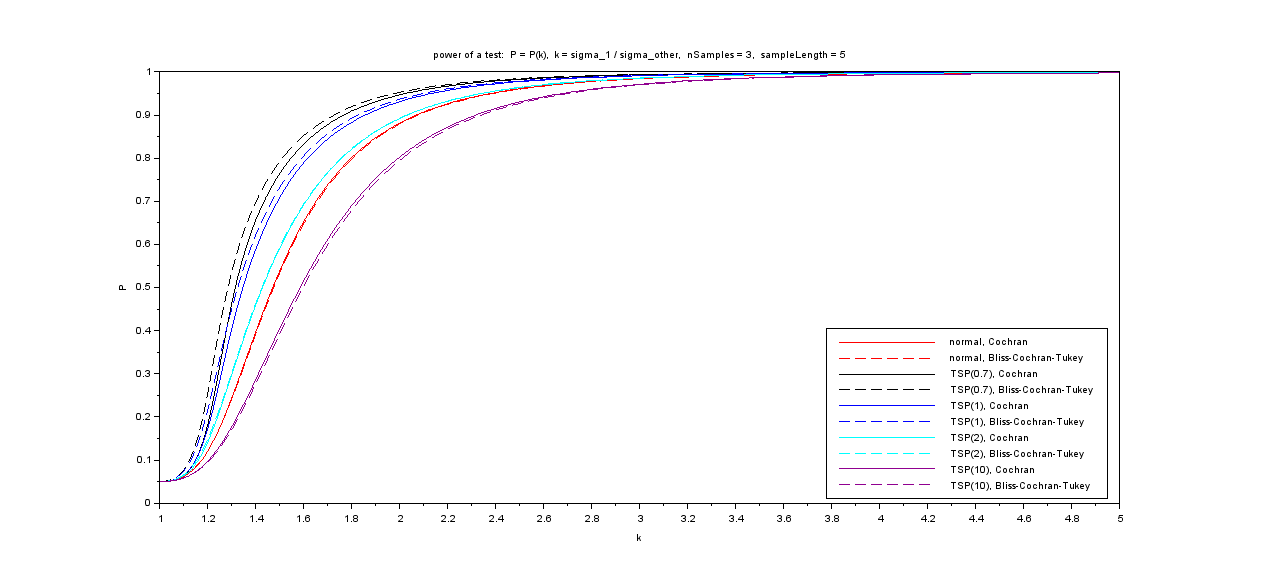 power of a test: P = P(k), k = sigma_1 / sigma_other, nSamples = 3, sampleLength = 5
1
0.9
0.8
0.7
0.6
0.5
0.4
0.3
0.2
0.1
0
P
1 1.2 1.4 1.6 1.8 2 2.2 2.4 2.6 2.8 3 3.2 3.4 3.6 3.8 4 4.2 4.4 4.6 4.8 5
k
normal, Cochran
normal, Bliss-Cochran-Tukey
TSP(0.7), Cochran
TSP(0.7), Bliss-Cochran-Tukey
TSP(1), Cochran
TSP(1), Bliss-Cochran-Tukey
TSP(2), Cochran
TSP(2), Bliss-Cochran-Tukey
TSP(10), Cochran
TSP(10), Bliss-Cochran-Tukey